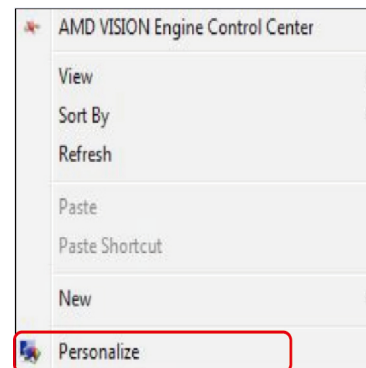 AMD VISION Engine Control Center
View
Sort By
Refresh
Paste
Paste Shortcut
New
Personalize